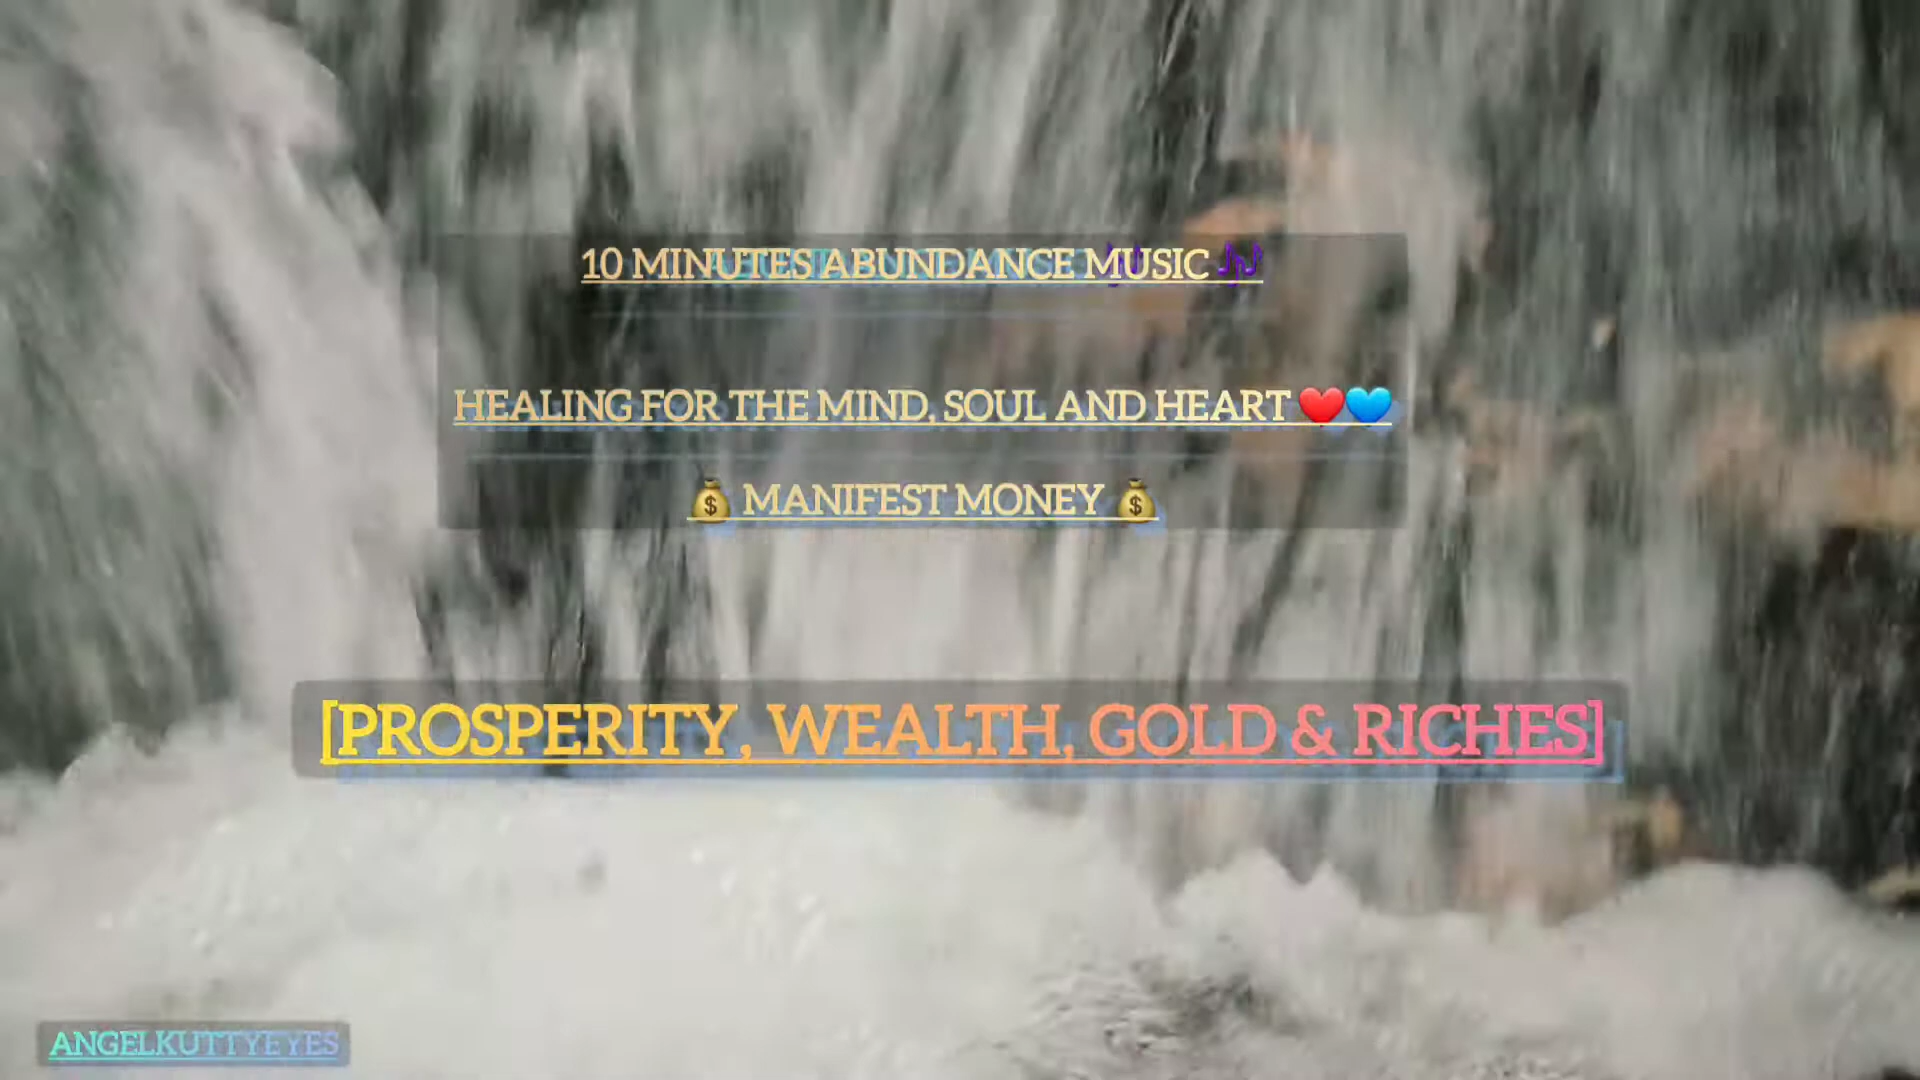 10 MINUTES ABUNDANCE MUSIC 🎶
HEALING FOR THE MIND, SOUL AND HEART ❤️💙
💰 MANIFEST MONEY 💰
[PROSPERITY, WEALTH, GOLD & RICHES]
ANGELKUTTYEYES